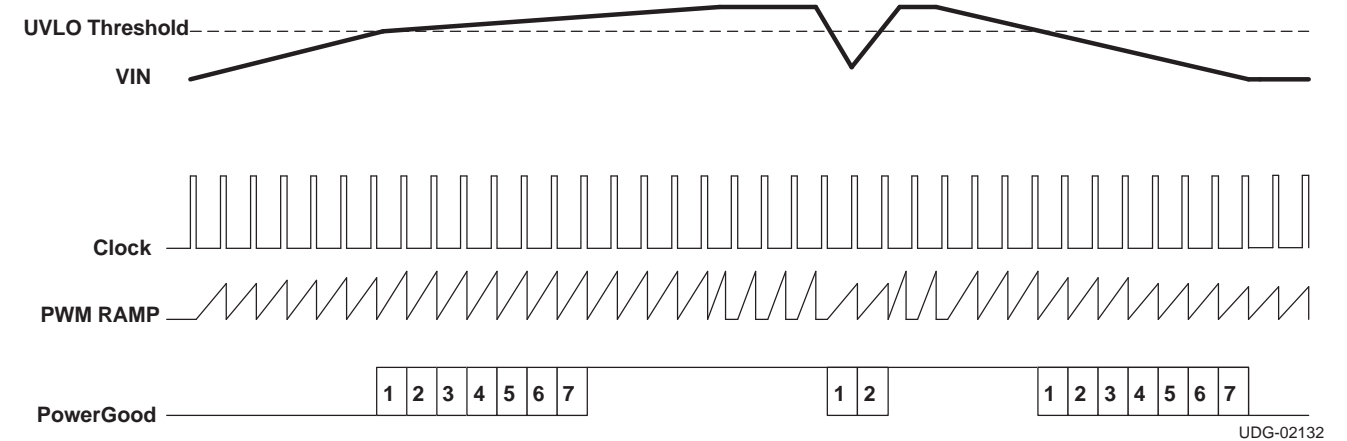 UVLO Threshold
VIN
Clock
PWM RAMP
PowerGood
1 2 3 4 5 6 7
1 2
1 2 3 4 5 6 7
UDG-02132